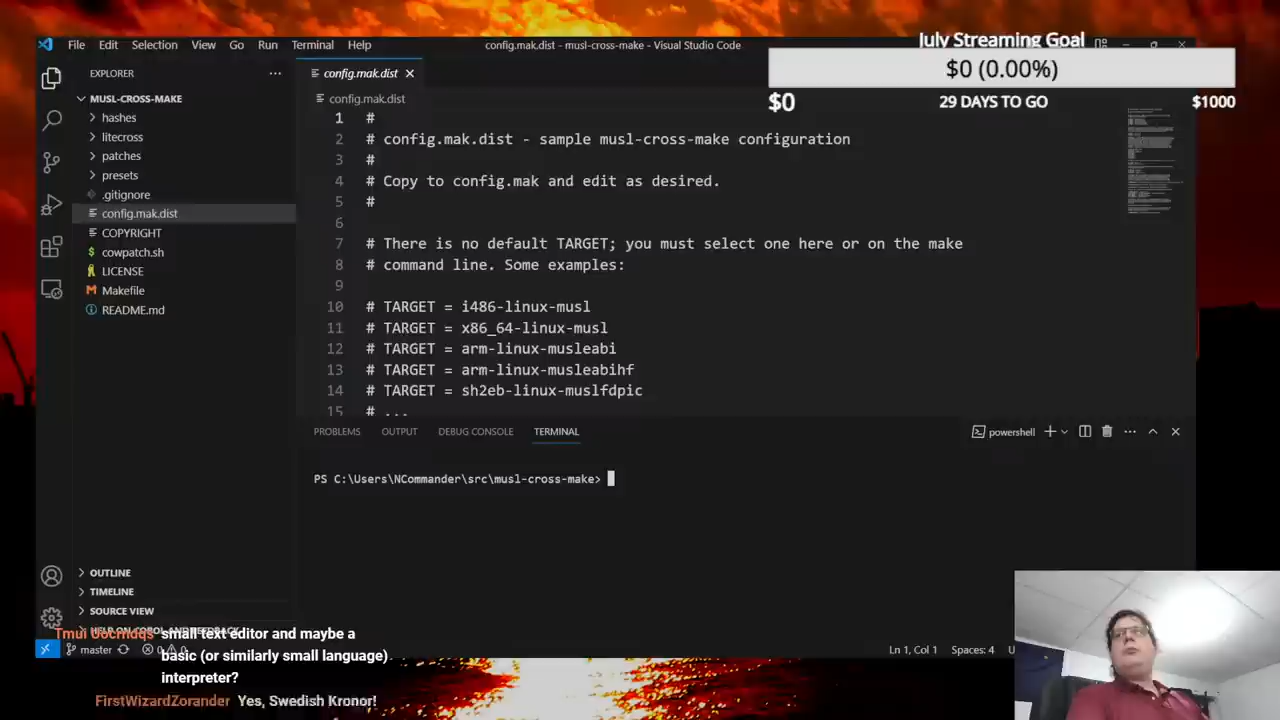 July Streaming Goal
$0 (0.00%)
$0 29 DAYS TO GO $1000
File Edit Selection View Go Run Terminal Help config.mak.dist - musl-cross-make - Visual Studio Code
EXPLORER
MUSL-CROSS-MAKE
hashes
litecross
patches
presets
.gitignore
config.mak.dist
COPYRIGHT
cowpatch.sh
LICENSE
Makefile
README.md
OUTLINE
TIMELINE
SOURCE VIEW
config.mak.dist
config.mak.dist
1 #
2 # config.mak.dist - sample musl-cross-make configuration
3 #
4 # Copy to config.mak and edit as desired.
5 #
6
7 # There is no default TARGET; you must select one here or on the make
8 # command line. Some examples:
9
10 # TARGET = i486-linux-musl
11 # TARGET = x86_64-linux-musl
12 # TARGET = arm-linux-musleabi
13 # TARGET = arm-linux-musleabihf
14 # TARGET = sh2eb-linux-muslfdpic
15 # ...
PROBLEMS OUTPUT DEBUG CONSOLE TERMINAL powershell
PS C:\Users\NCommander\src\musl-cross-make>
small text editor and maybe a
basic (or similarly small language)
interpreter?
FirstWizardZorander Yes, Swedish Kronor!
master 0 0 Ln 1, Col 1 Spaces: 4